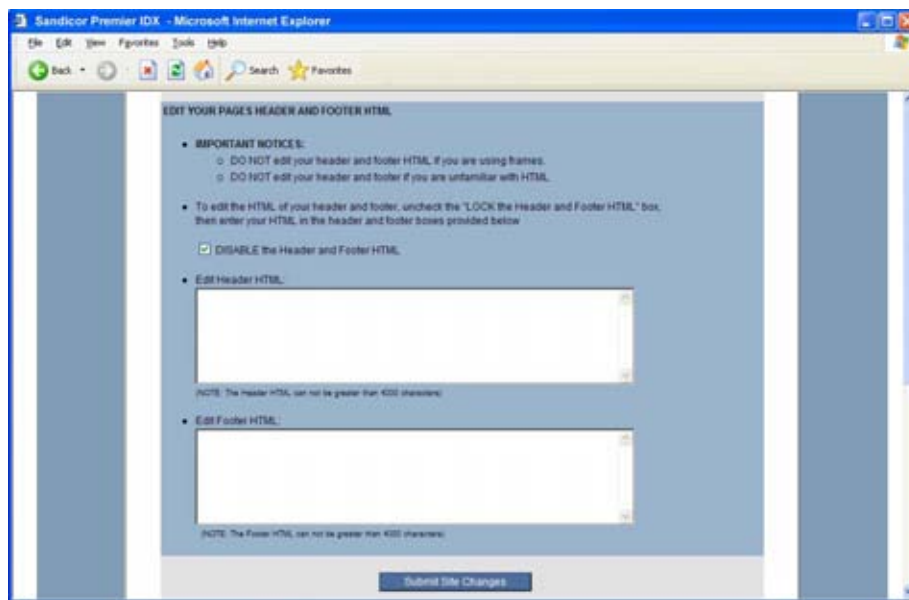 Sandicor Premier IDX - Microsoft Internet Explorer
File Edit View Favorites Tools Help
Back Search Favorites
EDIT YOUR PAGES HEADER AND FOOTER HTML
IMPORTANT NOTICES:
DO NOT edit your header and footer HTML if you are using frames.
DO NOT edit your header and footer if you are unfamiliar with HTML
To edit the HTML of your header and footer, uncheck the "LOCK the Header and Footer HTML" box,
then enter your HTML in the header and footer boxes provided below
DISABLE the Header and Footer HTML
Edit Header HTML:
(NOTE: The Header HTML can not be greater than 4000 characters)
Edit Footer HTML:
(NOTE: The Footer HTML can not be greater than 4000 characters)
Submit Site Changes